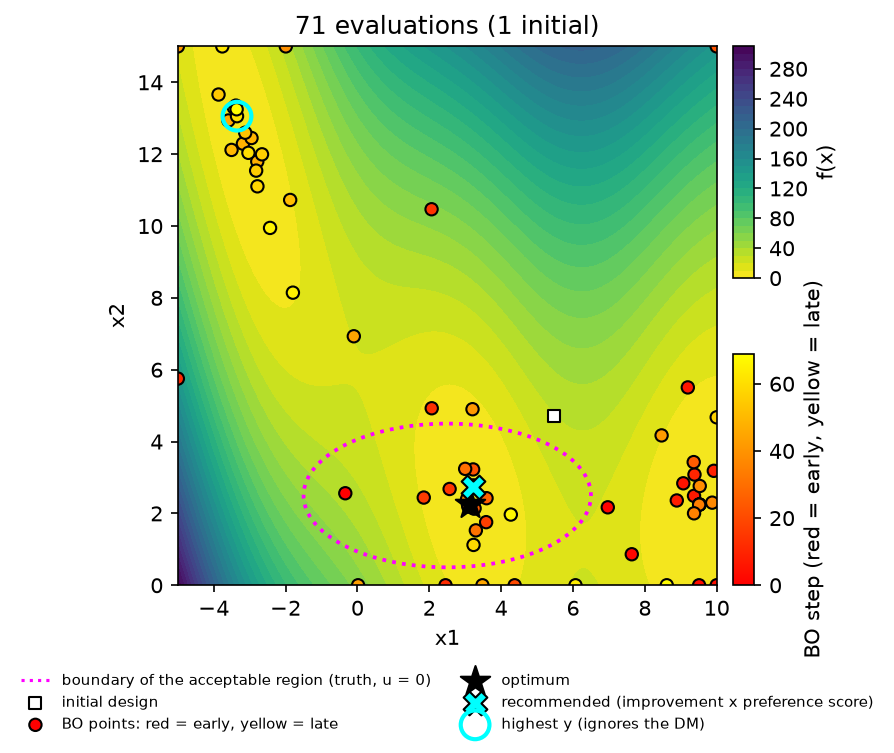 71 evaluations (1 initial)
14
12
10
8
6
4
2
0
x2
−4
−2
0
2
4
6
8
10
x1
280
240
200
160
120
80
40
0
f(x)
60
40
20
0
BO step (red = early, yellow = late)
boundary of the acceptable region (truth, u = 0)
initial design
BO points: red = early, yellow = late
optimum
recommended (improvement x preference score)
highest y (ignores the DM)